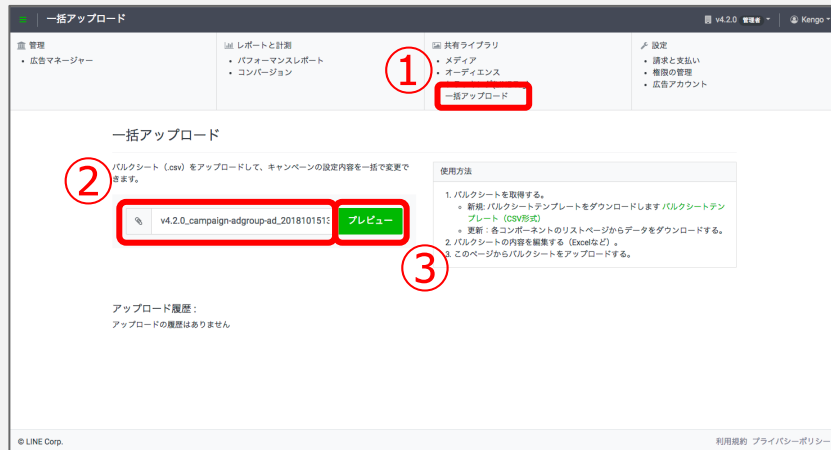 一括アップロード
v4.2.0 管理者
Kengo
管理
・広告マネージャー
レポートと計測
・パフォーマンスレポート
・コンバージョン
共有ライブラリ
・メディア
・オーディエンス
一括アップロード
設定
・請求と支払い
・権限の管理
・広告アカウント
①
一括アップロード
②
バルクシート(.csv)をアップロードして、キャンペーンの設定内容を一括で変更で
きます。
v4.2.0_campaign-adgroup-ad_2018101513
プレビュー
使用方法
1. バルクシートを取得する。
新規: バルクシートテンプレートをダウンロードします バルクシートテン
プレート(CSV形式)
更新:各コンポーネントのリストページからデータをダウンロードする。
2. バルクシートの内容を編集する(Excelなど)。
3. このページからバルクシートをアップロードする。
③
アップロード履歴 :
アップロードの履歴はありません
© LINE Corp.
利用規約 プライバシーポリシー